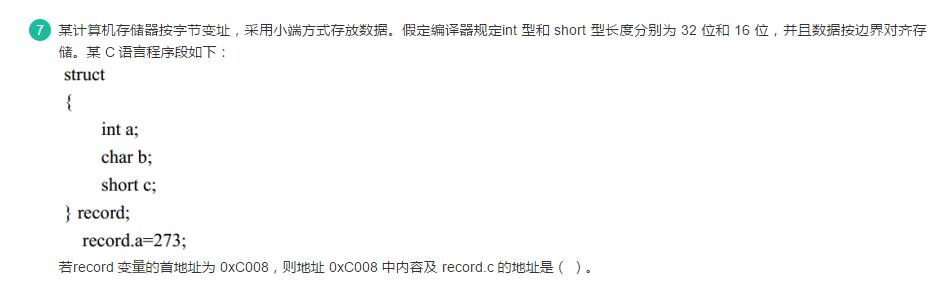 7 某计算机存储器按字节变址，采用小端方式存放数据。假定编译器规定int 型和 short 型长度分别为 32 位和 16 位，并且数据按边界对齐存
储。某 C 语言程序段如下：
struct
{
int a;
char b;
short c;
} record;
record.a=273;
若record 变量的首地址为 0xC008，则地址 0xC008 中内容及 record.c 的地址是（ ）。